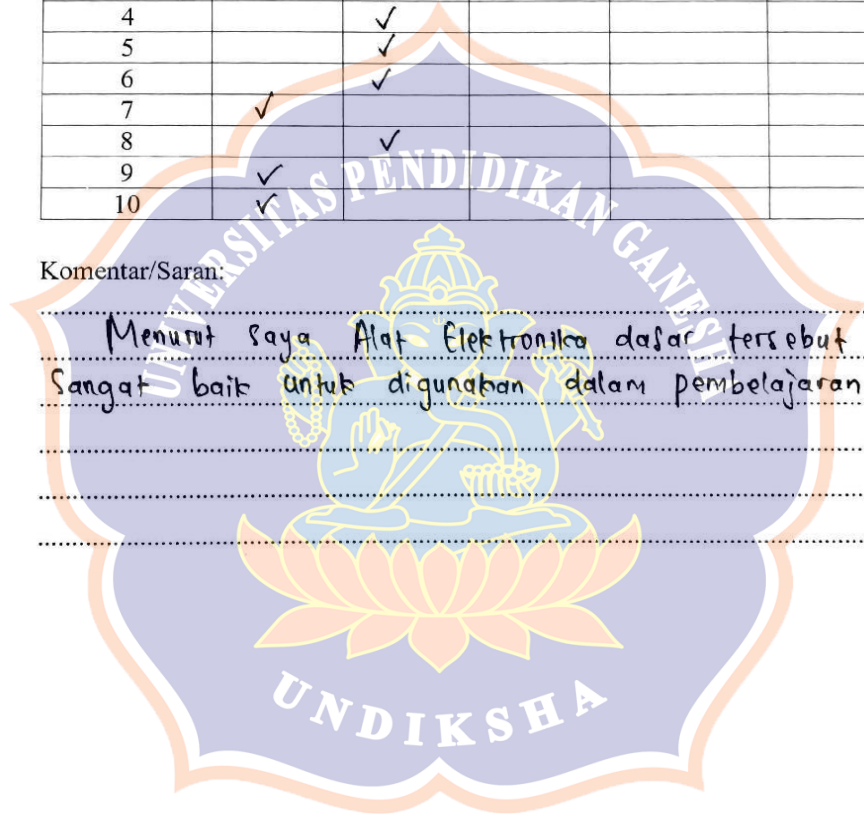 4 ✓
5 ✓
6 ✓
7 ✓
8 ✓
9 ✓
10 ✓
UNIVERSITAS PENDIDIKAN GANESHA
Komentar/Saran:
Menurut saya Alat Elektronika dasar tersebut
Sangat baik untuk digunakan dalam pembelajaran
UNDIKSHA